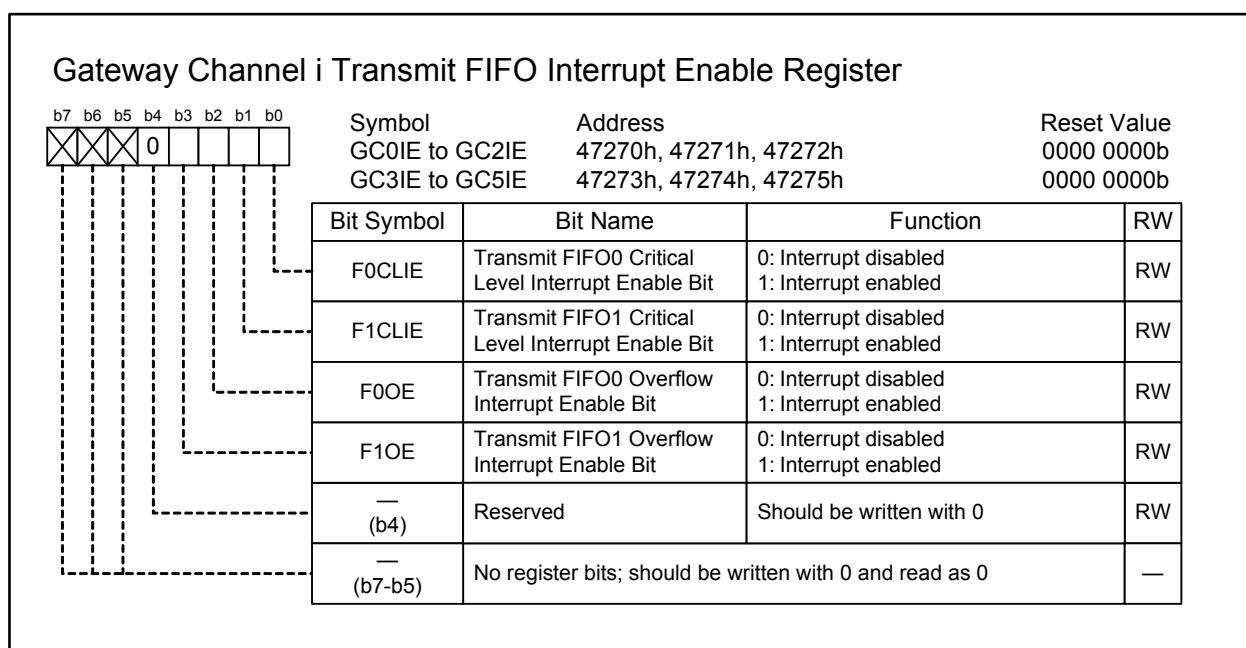 Gateway Channel i Transmit FIFO Interrupt Enable Register
b7 b6 b5 b4 b3 b2 b1 b0
0
Symbol Address Reset Value
GC0IE to GC2IE 47270h, 47271h, 47272h 0000 0000b
GC3IE to GC5IE 47273h, 47274h, 47275h 0000 0000b
Bit Symbol Bit Name Function RW
F0CLIE Transmit FIFO0 Critical Level Interrupt Enable Bit 0: Interrupt disabled 1: Interrupt enabled RW
F1CLIE Transmit FIFO1 Critical Level Interrupt Enable Bit 0: Interrupt disabled 1: Interrupt enabled RW
F0OE Transmit FIFO0 Overflow Interrupt Enable Bit 0: Interrupt disabled 1: Interrupt enabled RW
F1OE Transmit FIFO1 Overflow Interrupt Enable Bit 0: Interrupt disabled 1: Interrupt enabled RW
— (b4) Reserved Should be written with 0 RW
— (b7-b5) No register bits; should be written with 0 and read as 0 —